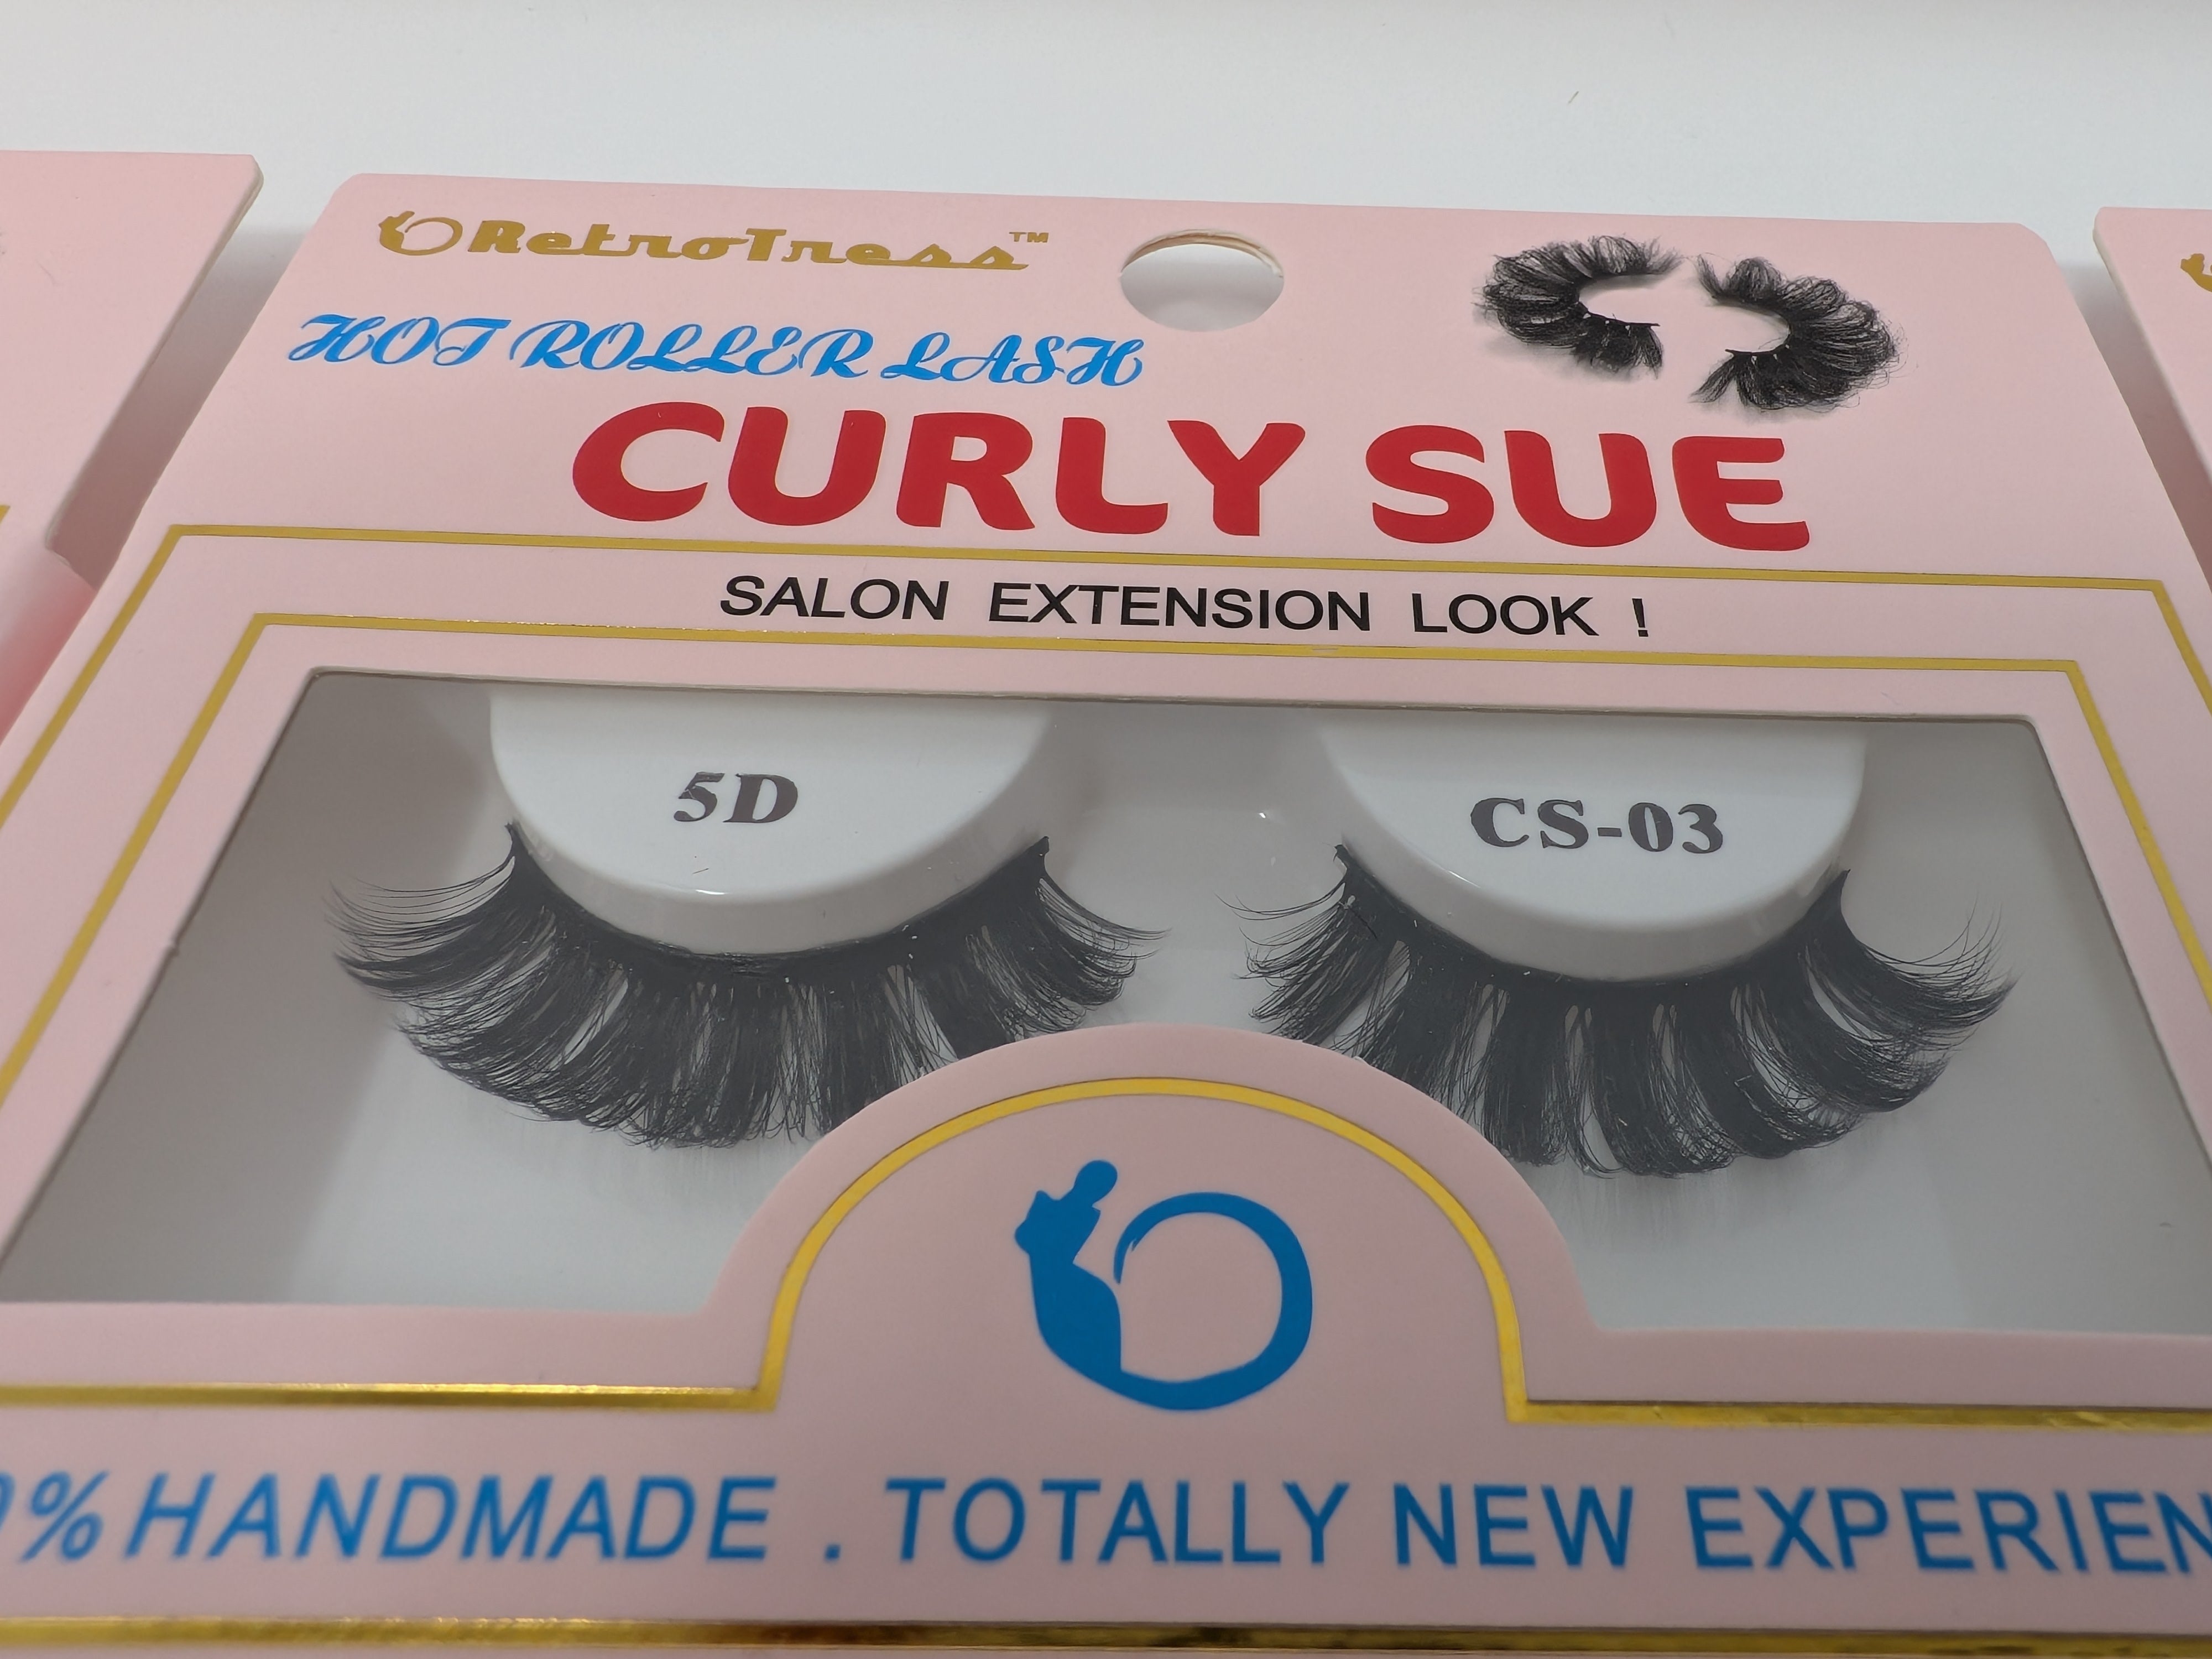 RetroTress™
HOT ROLLER LASH
CURLY SUE
SALON EXTENSION LOOK !
5D
CS-03
% HANDMADE . TOTALLY NEW